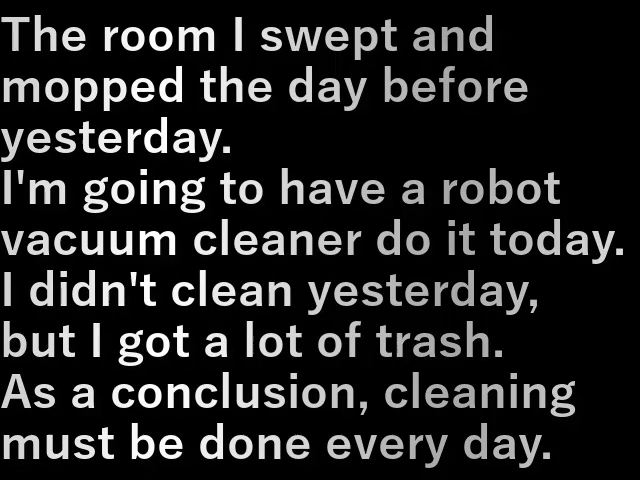 The room I swept and
mopped the day before
yesterday.
I'm going to have a robot
vacuum cleaner do it today.
I didn't clean yesterday,
but I got a lot of trash.
As a conclusion, cleaning
must be done every day.